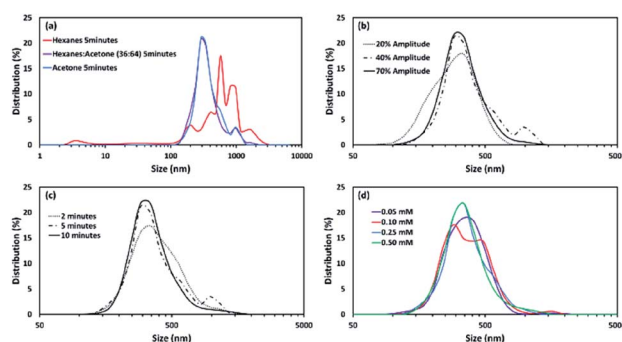 (a)
Hexanes 5minutes
Hexanes:Acetone (36:64) 5minutes
Acetone 5minutes
Distribution (%)
25
20
15
10
5
0
1 10 100 1000 10000
Size (nm)
(b)
20% Amplitude
40% Amplitude
70% Amplitude
Distribution (%)
25
20
15
10
5
0
50 500 5000
Size (nm)
(c)
2 minutes
5 minutes
10 minutes
Distribution (%)
25
20
15
10
5
0
50 500 5000
Size (nm)
(d)
0.05 mM
0.10 mM
0.25 mM
0.50 mM
Distribution (%)
25
20
15
10
5
0
50 500 5000
Size (nm)